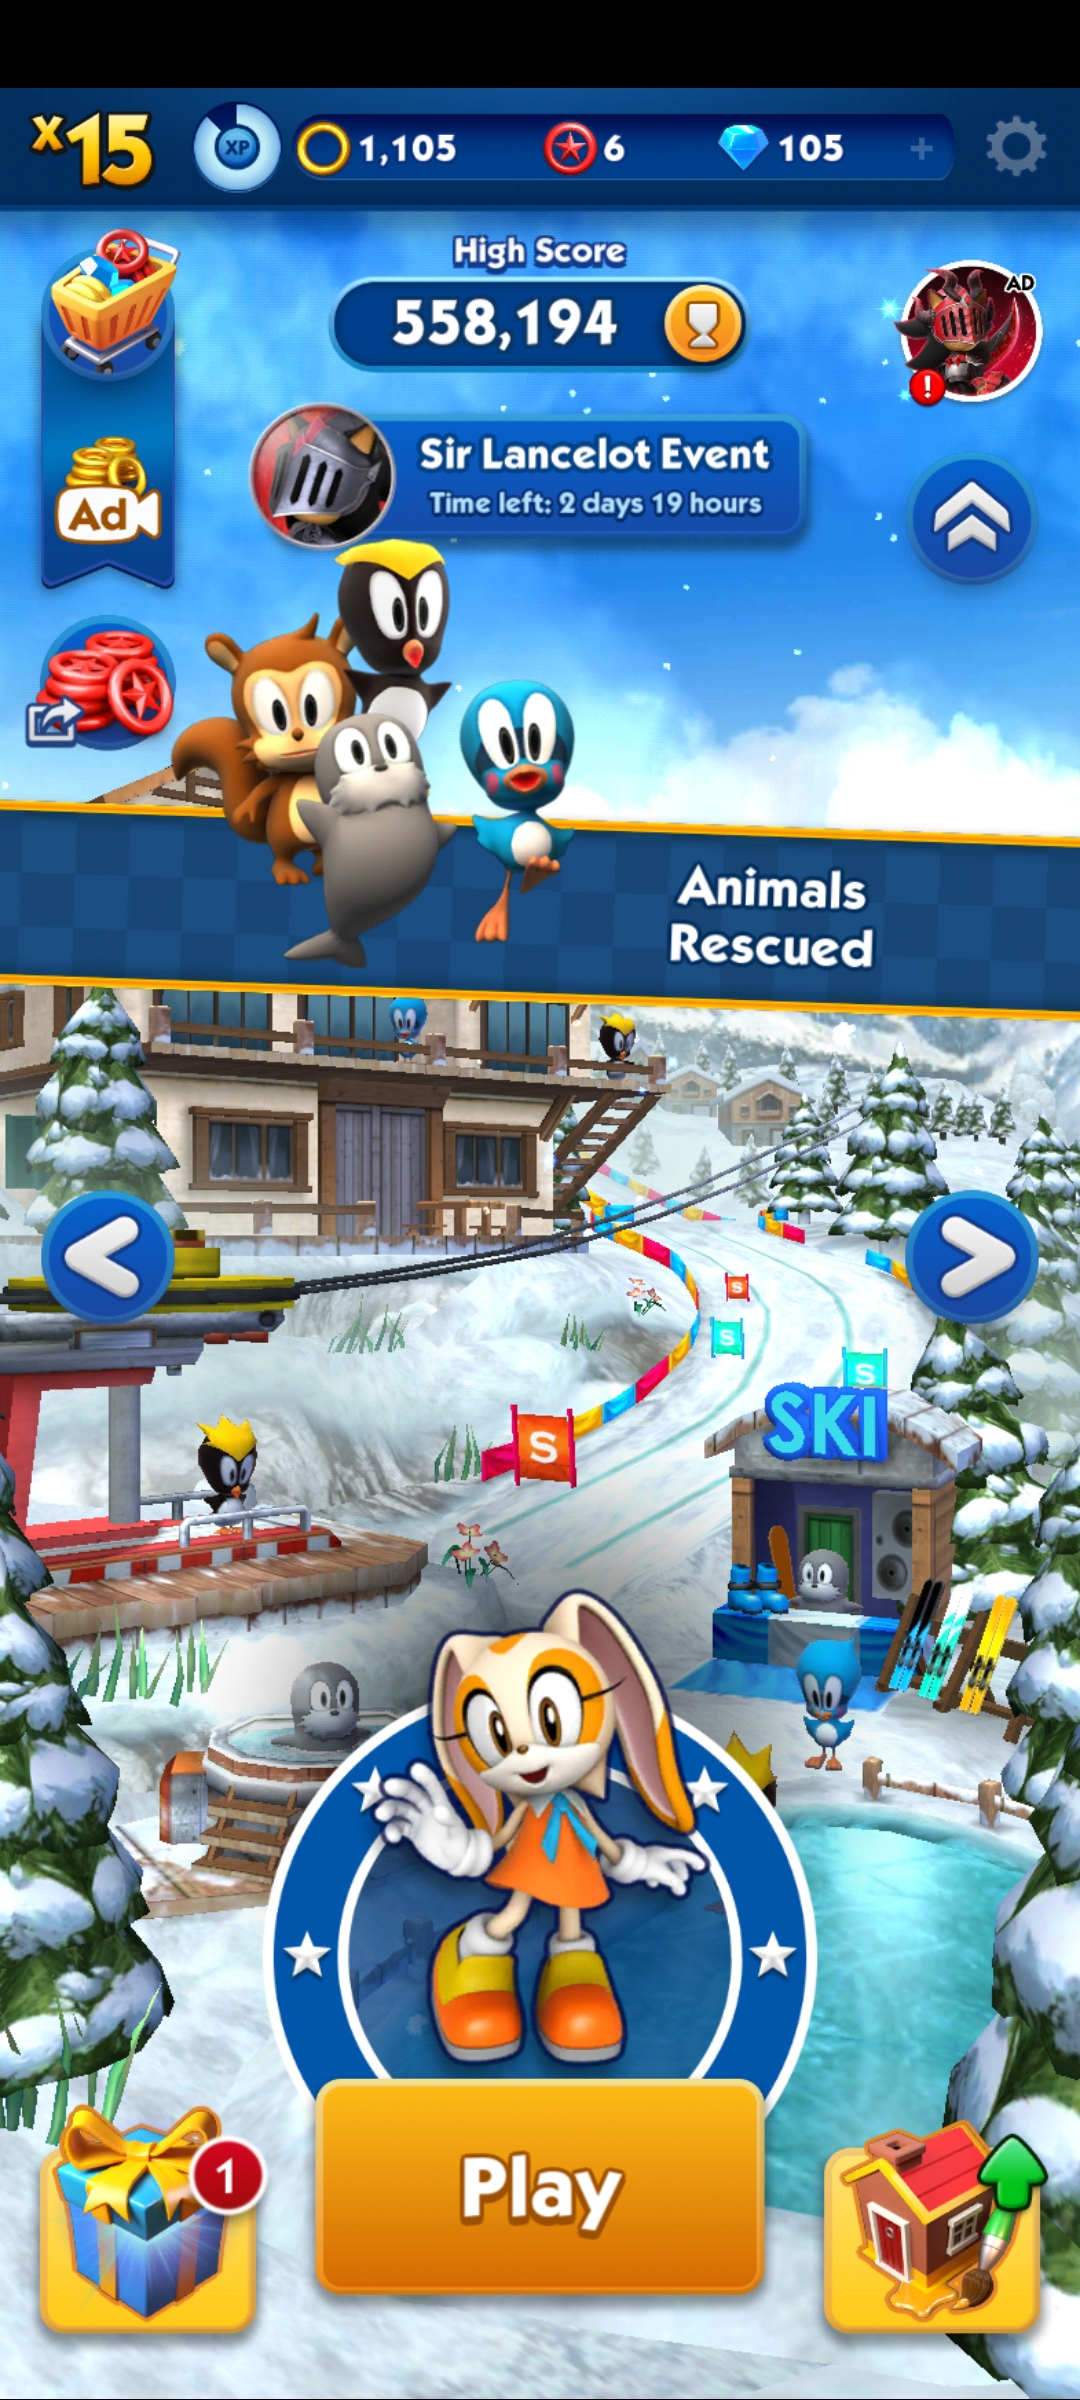 x15
XP
1,105
6
105
+
High Score
558,194
AD
!
Sir Lancelot Event
Time left: 2 days 19 hours
Ad
Animals
Rescued
S
S
S
SKI
S
1
Play